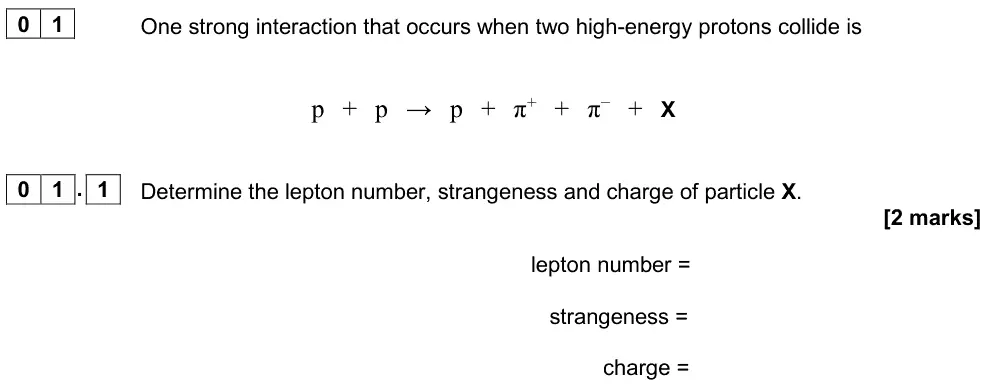 0 1 One strong interaction that occurs when two high-energy protons collide is
p + p → p + π⁺ + π⁻ + X
0 1 . 1 Determine the lepton number, strangeness and charge of particle X.
[2 marks]
lepton number =
strangeness =
charge =